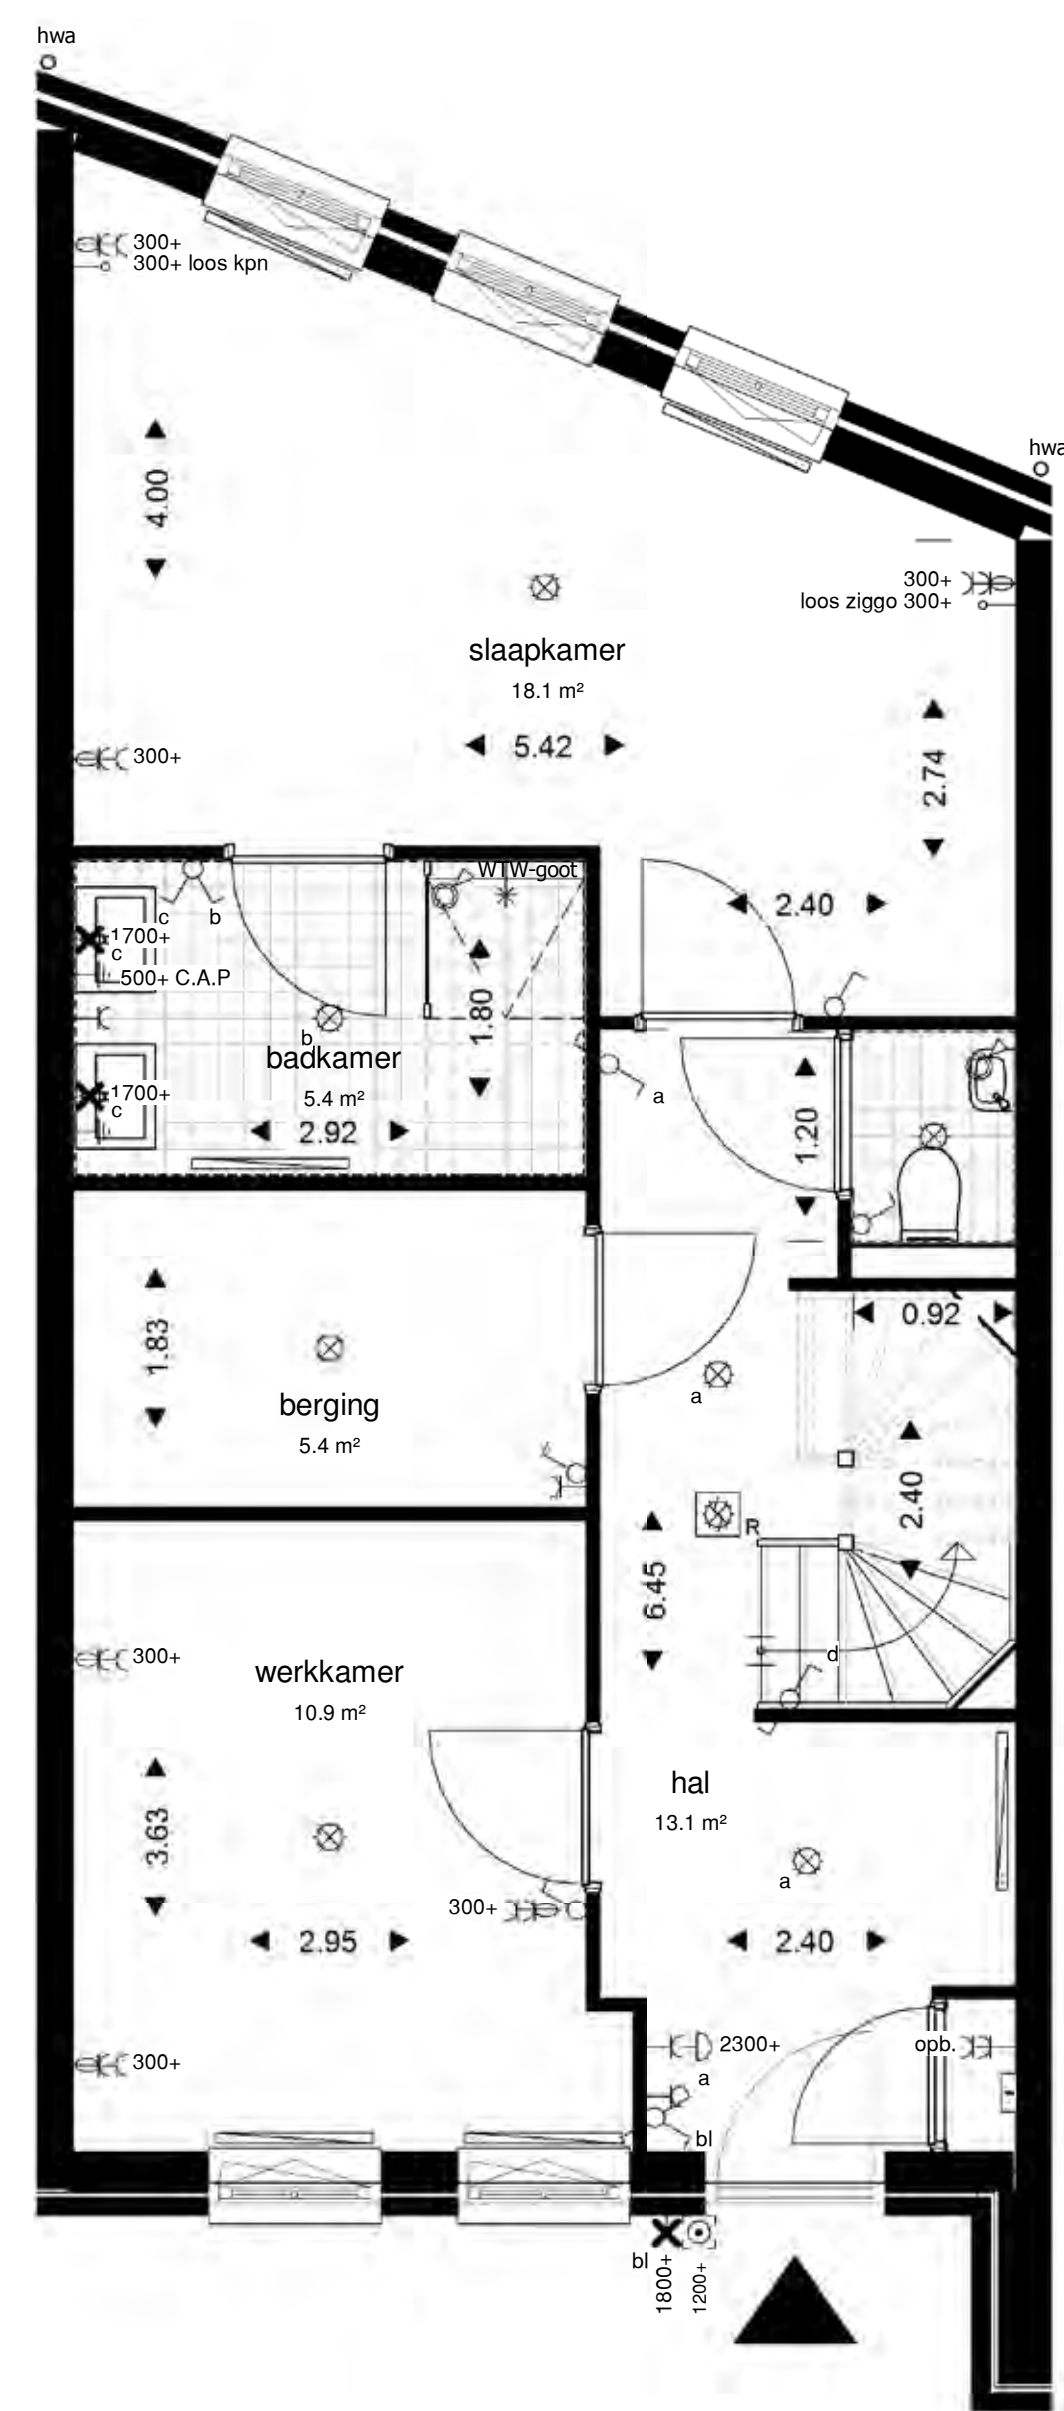 hwa
300+
300+ loos kpn
hwa
4.00
300+
loos ziggo 300+
slaapkamer
18.1 m²
5.42
300+
2.74
WTW-goot
2.40
c
b
1700+
c
500+ C.A.P
1.80
b
badkamer
5.4 m²
1700+
c
2.92
a
1.20
0.92
1.83
a
berging
5.4 m²
2.40
R
6.45
300+
werkkamer
10.9 m²
d
hal
13.1 m²
3.63
a
300+
2.95
2.40
2300+
opb.
300+
a
bl
bl
1800+
1200+